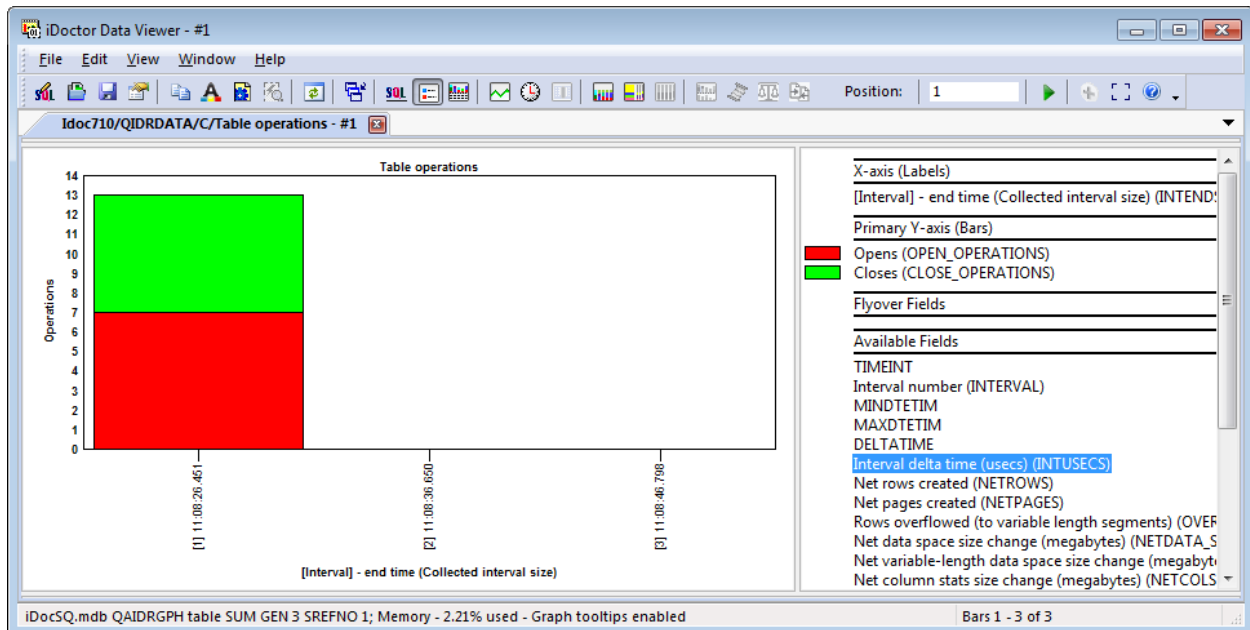 iDoctor Data Viewer - #1
File Edit View Window Help
SQL SQL Position: 1
Idoc710/QIDRDATA/C/Table operations - #1
Table operations
14
13
12
11
10
9
8
7
6
5
4
3
2
1
0
Operations
[1] 11:08:26.451
[2] 11:08:36.650
[3] 11:08:46.798
[Interval] - end time (Collected interval size)
X-axis (Labels)
[Interval] - end time (Collected interval size) (INTENDS
Primary Y-axis (Bars)
Opens (OPEN_OPERATIONS)
Closes (CLOSE_OPERATIONS)
Flyover Fields
Available Fields
TIMEINT
Interval number (INTERVAL)
MINDTETIM
MAXDTETIM
DELTATIME
Interval delta time (usecs) (INTUSECS)
Net rows created (NETROWS)
Net pages created (NETPAGES)
Rows overflowed (to variable length segments) (OVER
Net data space size change (megabytes) (NETDATA_S
Net variable-length data space size change (megabyte
Net column stats size change (megabytes) (NETCOLS
iDocSQ.mdb QAIDRGPH table SUM GEN 3 SREFNO 1; Memory - 2.21% used - Graph tooltips enabled
Bars 1 - 3 of 3